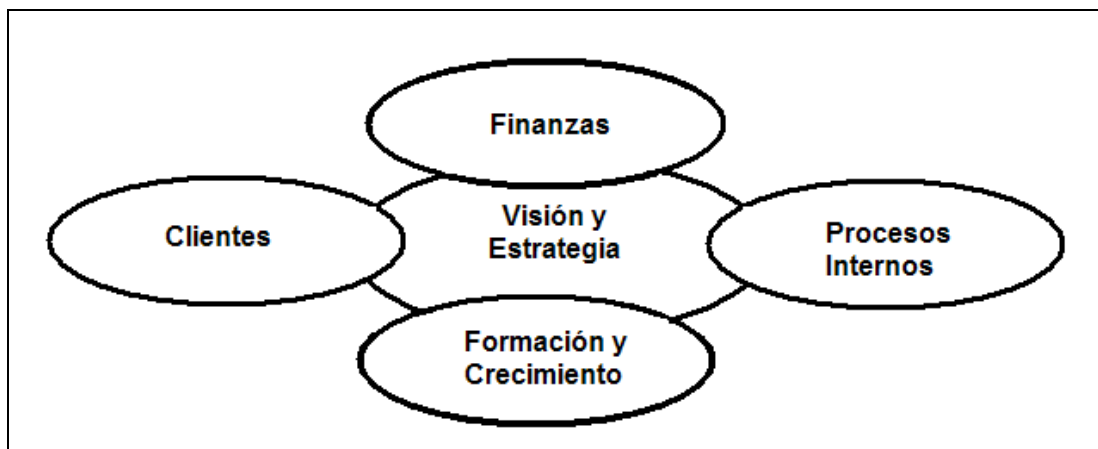 Finanzas
Clientes
Visión y
Estrategia
Procesos
Internos
Formación y
Crecimiento